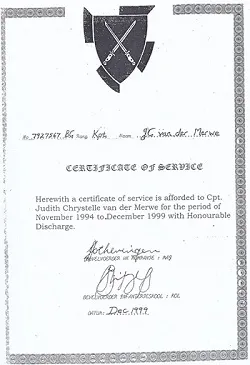 No. 7927547 BG Rang. Kpt. Naam. JC van der Merwe
CERTIFICATE OF SERVICE
Herewith a certificate of service is afforded to Cpt.
Judith Chrystelle van der Merwe for the period of
November 1994 to December 1999 with Honourable
Discharge.
BEVELVOERDER : MAJ
BEVELVOERDER INFANTERIESKOOL : KOL
DATUM: Dec 1999